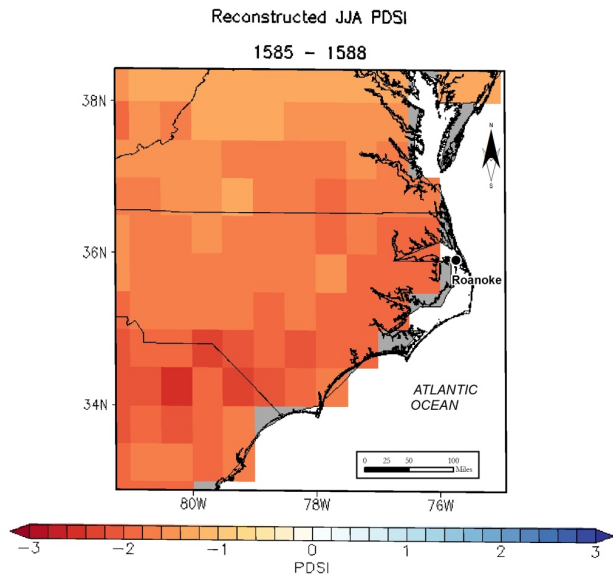 Reconstructed JJA PDSI
1585 – 1588
38N
36N
34N
N
S
Roanoke
ATLANTIC
OCEAN
0 25 50 100
Miles
80W 78W 76W
−3 −2 −1 0 1 2 3
PDSI